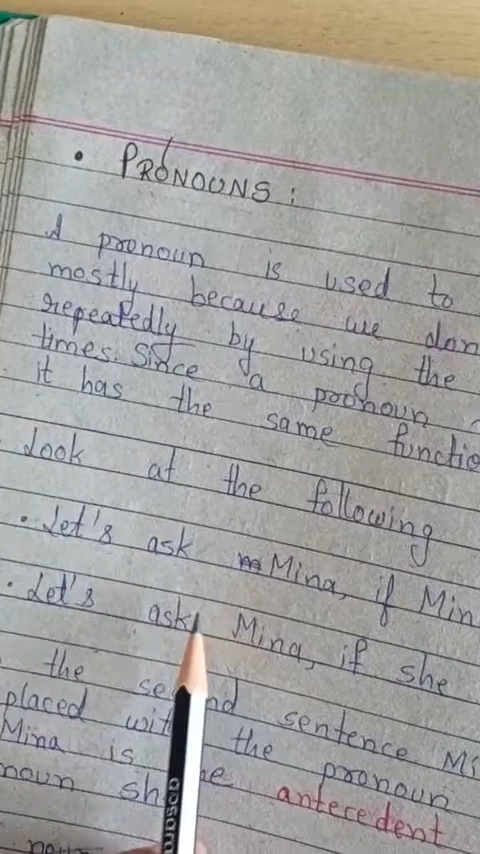 • PRONOUNS :
A pronoun is used to
mostly because we don
repeatedly by using the
times. Since a pronoun
it has the same functio
Look at the following
• Let's ask Mina, if Min
• Let's ask Mina, if she
the second sentence
placed with the pronoun
Mina is
noun antecedent
noun